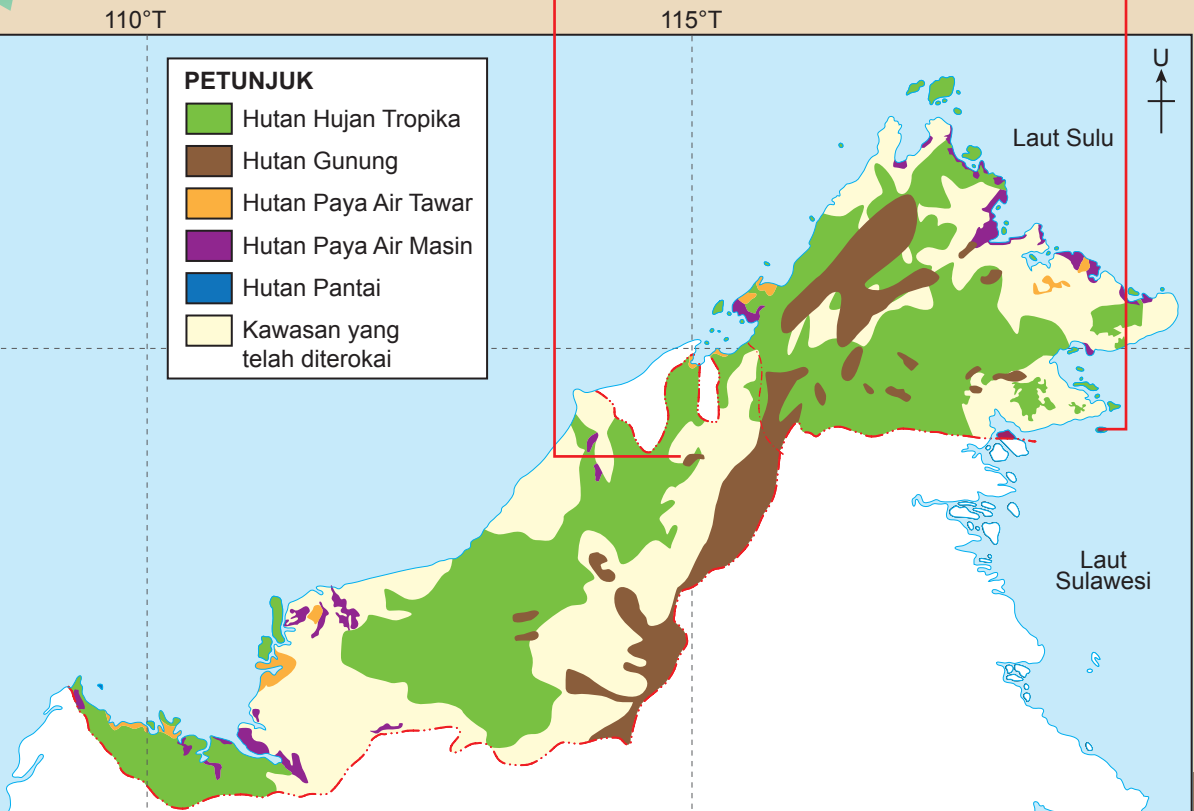 110°T
115°T
PETUNJUK
Hutan Hujan Tropika
Hutan Gunung
Hutan Paya Air Tawar
Hutan Paya Air Masin
Hutan Pantai
Kawasan yang
telah diterokai
U
Laut Sulu
Laut
Sulawesi